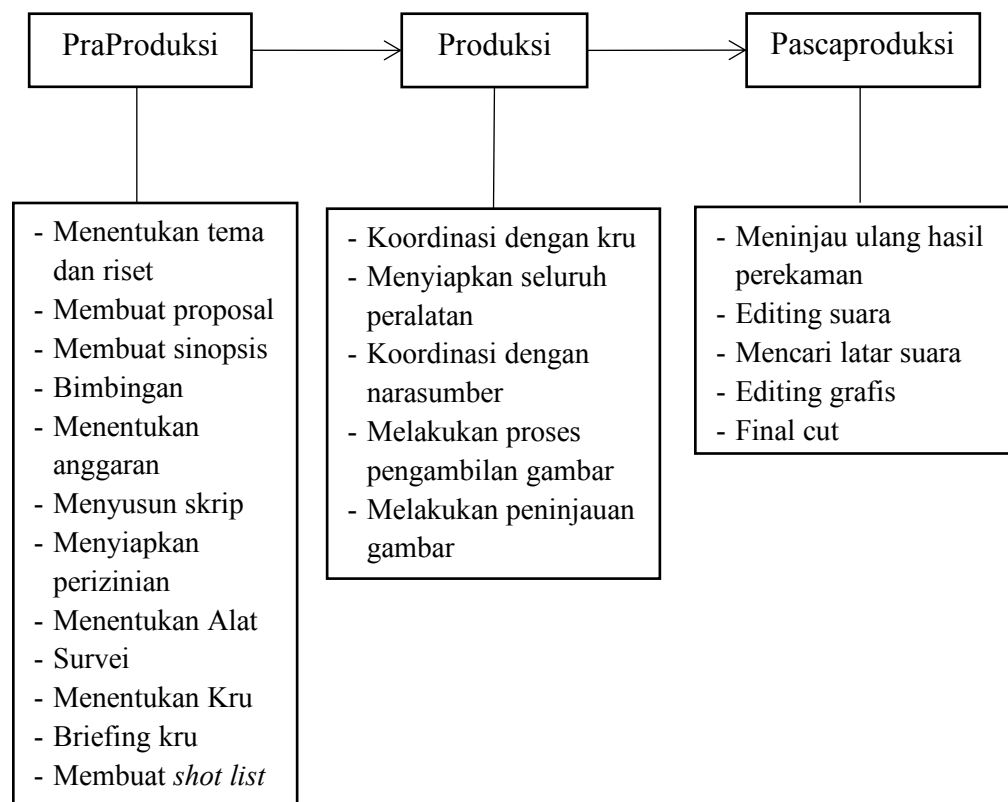 PraProduksi
Produksi
Pascaproduksi
- Menentukan tema
dan riset
- Membuat proposal
- Membuat sinopsis
- Bimbingan
- Menentukan
anggaran
- Menyusun skrip
- Menyiapkan
perizinian
- Menentukan Alat
- Survei
- Menentukan Kru
- Briefing kru
- Membuat shot list
- Koordinasi dengan kru
- Menyiapkan seluruh
peralatan
- Koordinasi dengan
narasumber
- Melakukan proses
pengambilan gambar
- Melakukan peninjauan
gambar
- Meninjau ulang hasil
perekaman
- Editing suara
- Mencari latar suara
- Editing grafis
- Final cut